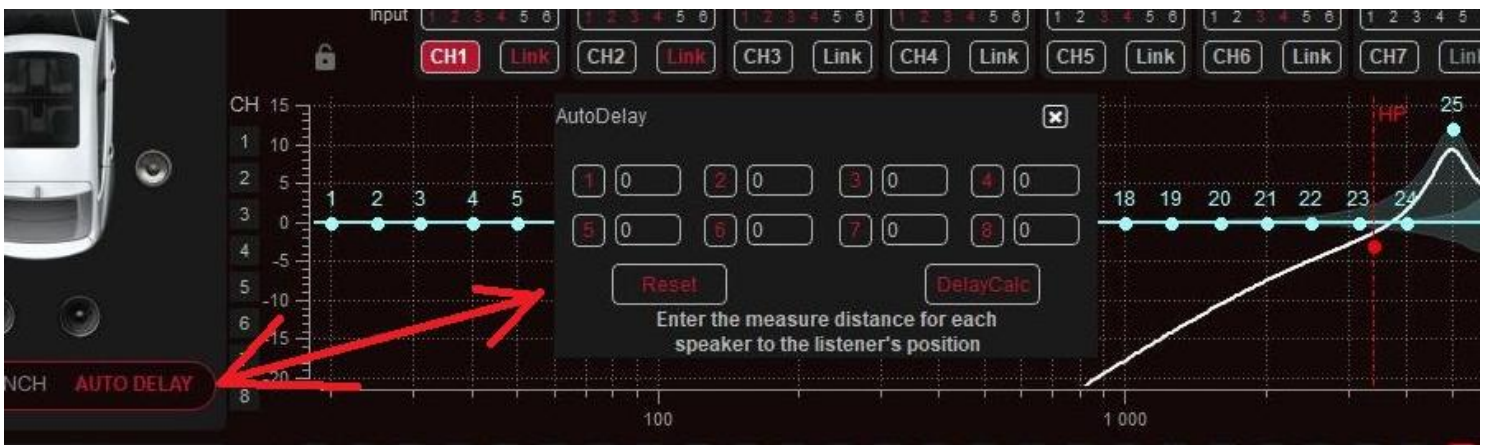 Input 1 2 3 4 5 6 1 2 3 4 5 6 1 2 3 4 5 6 1 2 3 4 5 6 1 2 3 4 5 6 1 2 3 4 5 6 1 2 3 4 5
CH1 Link CH2 Link CH3 Link CH4 Link CH5 Link CH6 Link CH7
CH 15 AutoDelay HP 25
1 10
2 5 1 2 3 4 0 0 0 0
1 2 3 4 5 18 19 20 21 22 23 24
3 0 5 6 7 8 0 0 0 0
4 -5
5 -10 Reset DelayCalc
6 -15 Enter the measure distance for each
speaker to the listener's position
NCH AUTO DELAY -20
8
100 1 000